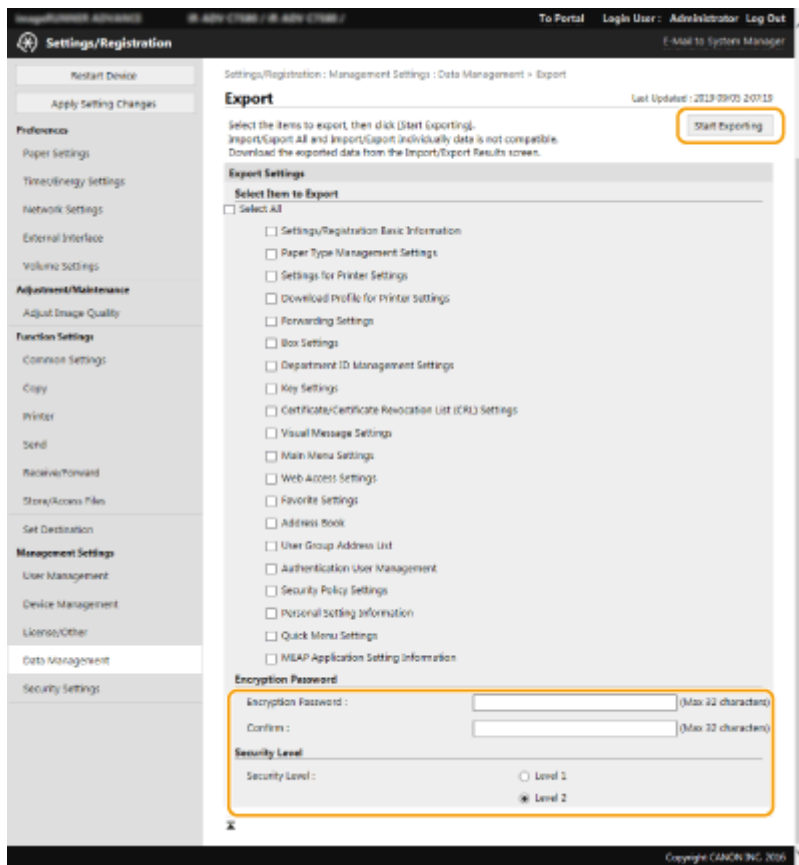 To Portal Login User : Administrator Log Out
Settings/Registration
E-Mail to System Manager
Restart Device
Apply Setting Changes
Preferences
Paper Settings
Timer/Energy Settings
Network Settings
External Interface
Volume Settings
Adjustment/Maintenance
Adjust Image Quality
Function Settings
Common Settings
Copy
Printer
Send
Receive/Forward
Store/Access Files
Set Destination
Management Settings
User Management
Device Management
License/Other
Data Management
Security Settings
Settings/Registration : Management Settings : Data Management > Export
Export
Last Updated : 2019 09/05 2:07:19
Select the items to export, then click [Start Exporting].
Import/Export All and Import/Export Individually data is not compatible.
Download the exported data from the Import/Export Results screen.
Start Exporting
Export Settings
Select Item to Export
Select All
Settings/Registration Basic Information
Paper Type Management Settings
Settings for Printer Settings
Download Profile for Printer Settings
Forwarding Settings
Box Settings
Department ID Management Settings
Key Settings
Certificate/Certificate Revocation List (CRL) Settings
Visual Message Settings
Main Menu Settings
Web Access Settings
Favorite Settings
Address Book
User Group Address List
Authentication User Management
Security Policy Settings
Personal Setting Information
Quick Menu Settings
MEAP Application Setting Information
Encryption Password
Encryption Password :
(Max 32 characters)
Confirm :
(Max 32 characters)
Security Level
Security Level :
Level 1
Level 2
Copyright CANON INC. 2016